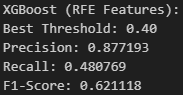 XGBoost (RFE Features):
Best Threshold: 0.40
Precision: 0.877193
Recall: 0.480769
F1-Score: 0.621118